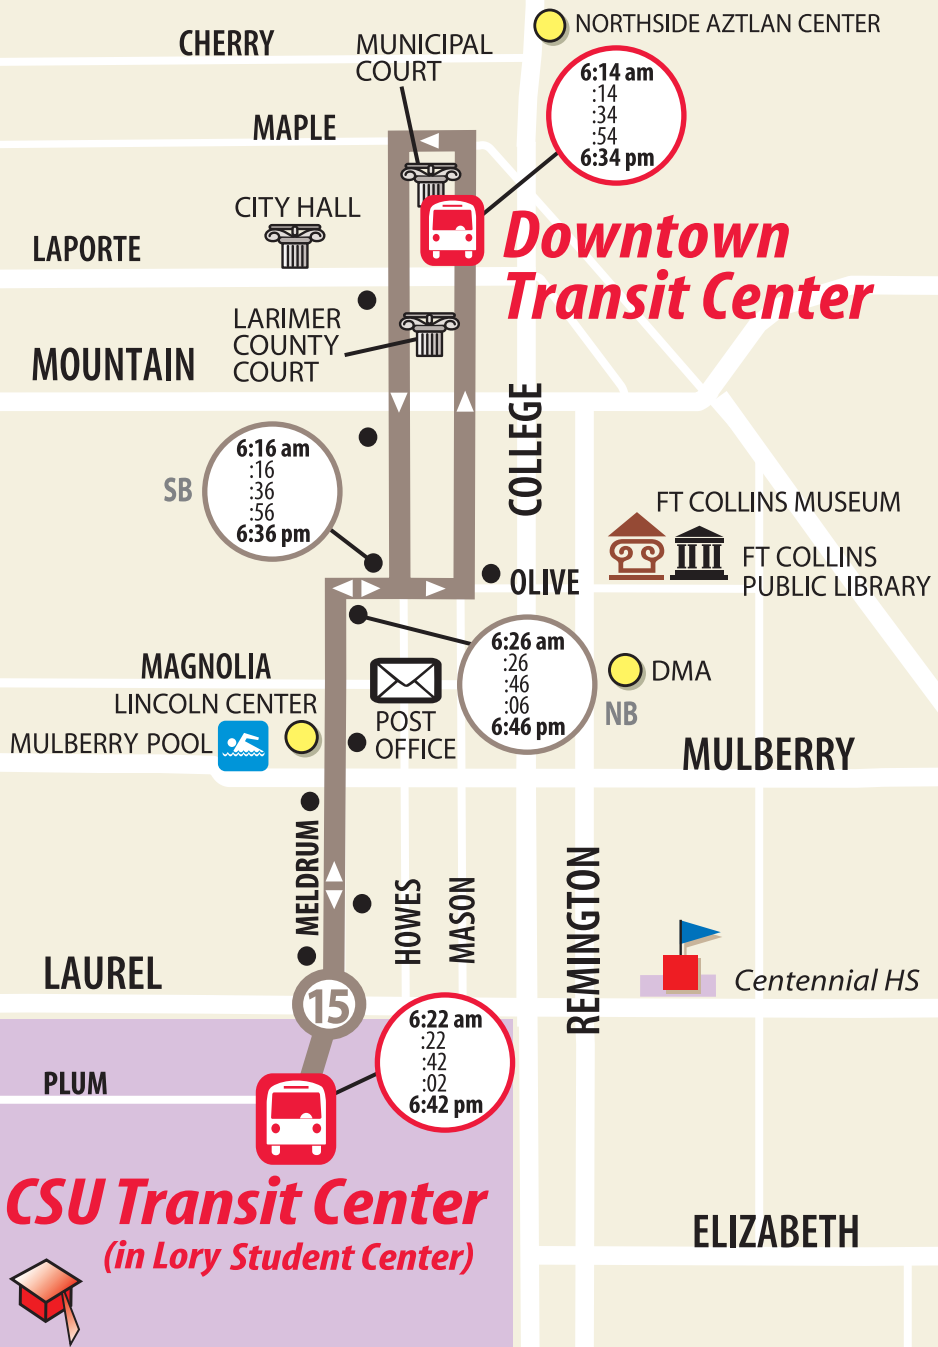 NORTHSIDE AZTLAN CENTER
CHERRY
MUNICIPAL
COURT
6:14 am
:14
:34
:54
6:34 pm
MAPLE
CITY HALL
LAPORTE
Downtown
Transit Center
LARIMER
COUNTY
COURT
MOUNTAIN
COLLEGE
6:16 am
:16
:36
:56
6:36 pm
SB
FT COLLINS MUSEUM
FT COLLINS
PUBLIC LIBRARY
OLIVE
6:26 am
:26
:46
:06
6:46 pm
NB
DMA
MAGNOLIA
LINCOLN CENTER
MULBERRY POOL
POST
OFFICE
MULBERRY
MELDRUM
HOWES
MASON
REMINGTON
LAUREL
Centennial HS
15
6:22 am
:22
:42
:02
6:42 pm
PLUM
CSU Transit Center
(in Lory Student Center)
ELIZABETH